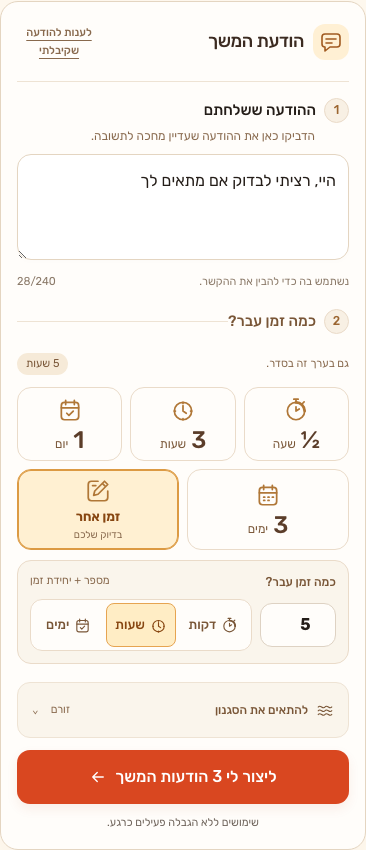 הודעת המשך
לענות להודעה
שקיבלתי
1
ההודעה ששלחתם
הדביקו כאן את ההודעה שעדיין מחכה לתשובה.
היי, רציתי לבדוק אם מתאים לך
נשתמש בה כדי להבין את ההקשר.
28/240
2
כמה זמן עבר?
גם בערך זה בסדר.
5 שעות
½ שעה
3 שעות
1 יום
3 ימים
זמן אחר
בדיוק שלכם
כמה זמן עבר?
מספר + יחידת זמן
5
דקות
שעות
ימים
להתאים את הסגנון
זורם
ליצור לי 3 הודעות המשך ←
שימושים ללא הגבלה פעילים כרגע.